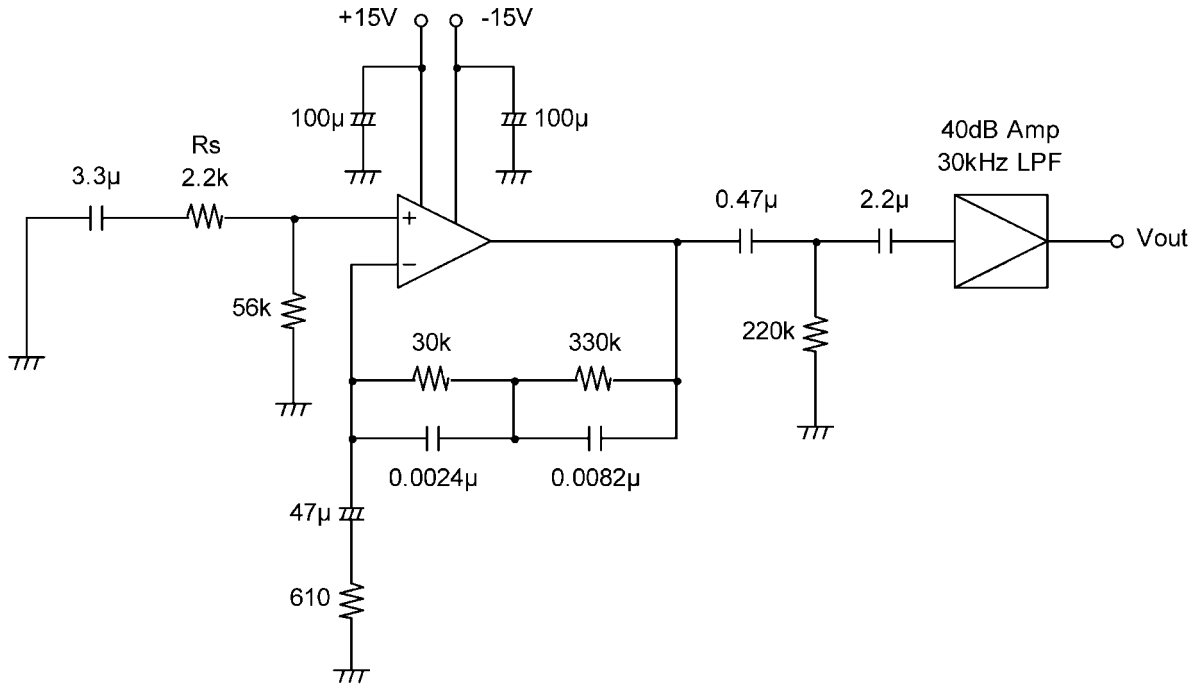 +15V
-15V
100µ
100µ
Rs
2.2k
3.3µ
40dB Amp
30kHz LPF
+
−
0.47µ
2.2µ
Vout
56k
30k
330k
220k
0.0024µ
0.0082µ
47µ
610